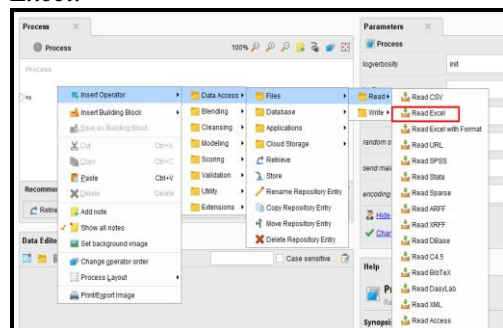 Process
Parameters
Process
100%
Process
logverbosity
init
Process
Insert Operator
Insert Building Block
Save as Building Block...
Cut
Ctrl+X
Copy
Ctrl+C
Paste
Ctrl+V
Delete
Delete
Add note
Show all notes
Set background image
Change operator order
Process Layout
Print/Export Image
Data Access
Blending
Cleansing
Modeling
Scoring
Validation
Utility
Extensions
Files
Database
Applications
Cloud Storage
Retrieve
Store
Rename Repository Entry
Copy Repository Entry
Move Repository Entry
Delete Repository Entry
Read
Write
Read CSV
Read Excel
Read Excel with Format
Read URL
Read SPSS
Read Stata
Read Sparse
Read ARFF
Read XRFF
Read DBase
Read C4.5
Read BibTeX
Read DasyLab
Read XML
Read Access
random s
send mai
encoding
Hide
Recommen
Retrie
Data Edito
Case sensitive
Help
Synopsi